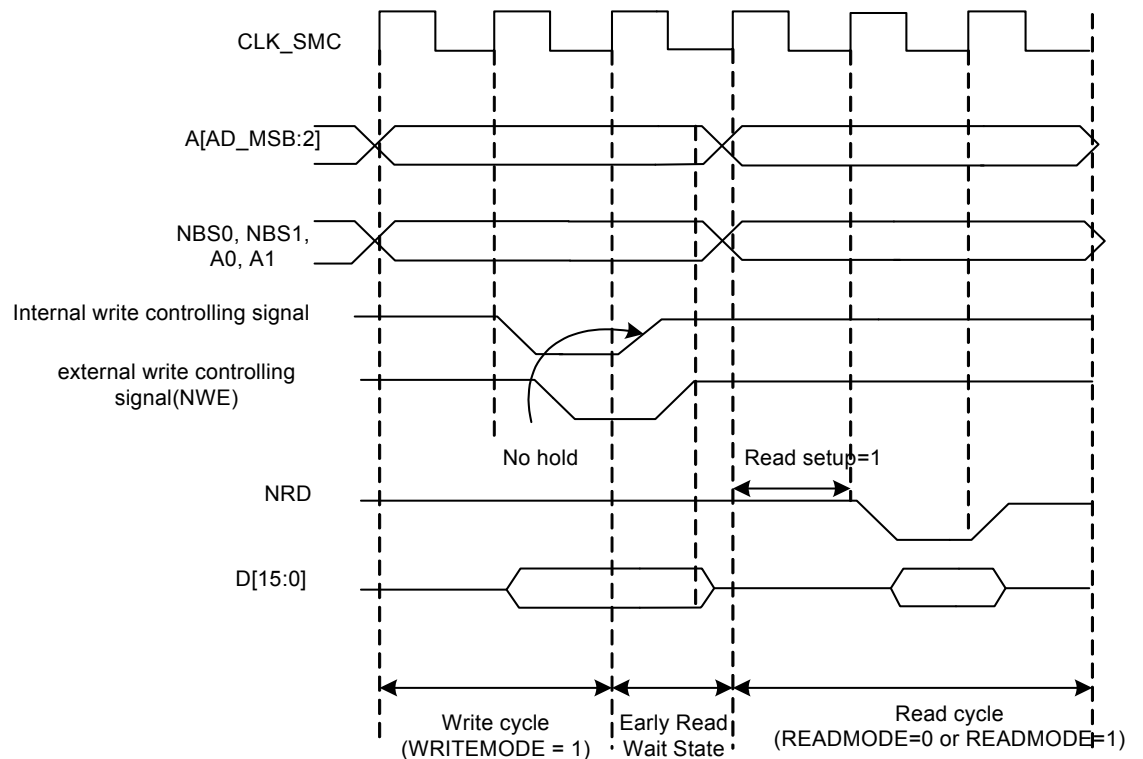 CLK_SMC
A[AD_MSB:2]
NBS0, NBS1,
A0, A1
Internal write controlling signal
external write controlling
signal(NWE)
No hold
Read setup=1
NRD
D[15:0]
Write cycle
(WRITEMODE = 1)
Early Read
Wait State
Read cycle
(READMODE=0 or READMODE=1)